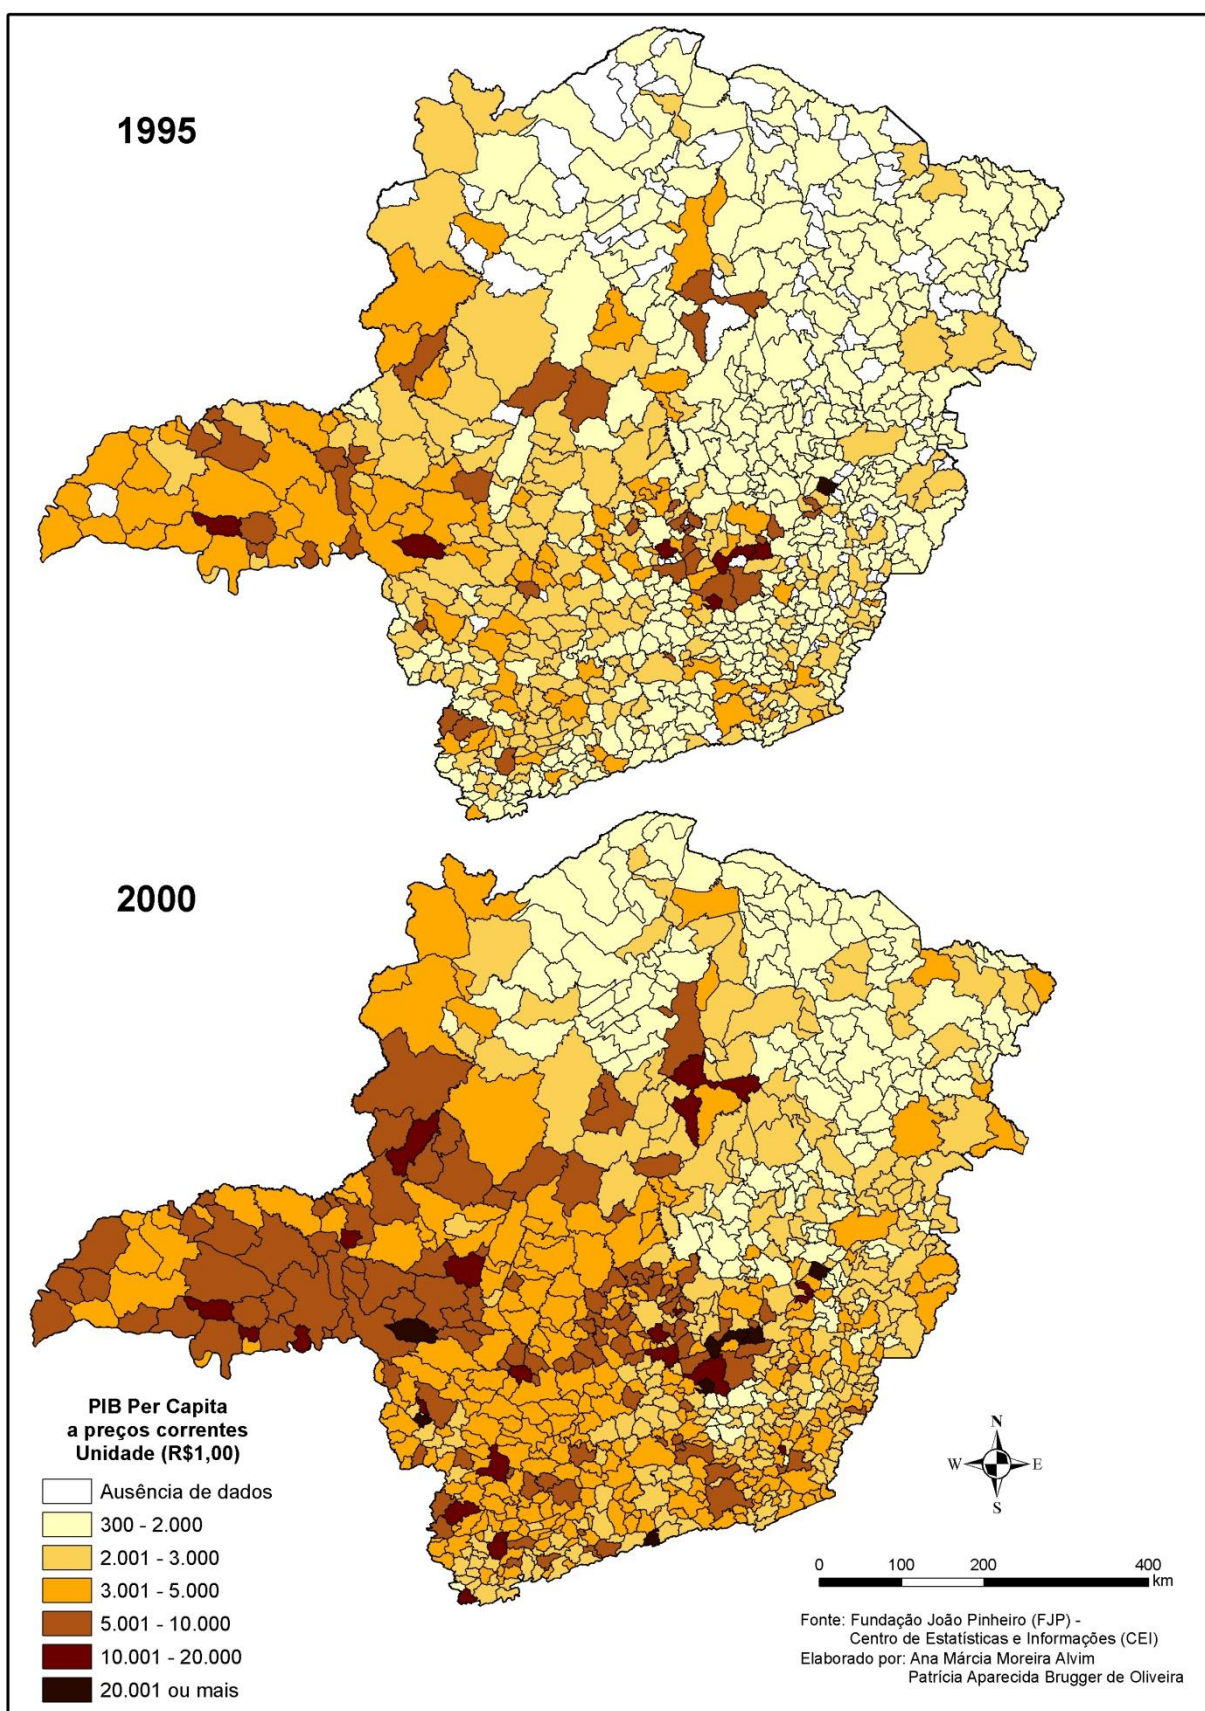 1995
2000
PIB Per Capita
a preços correntes
Unidade (R$1,00)
Ausência de dados
300 - 2.000
2.001 - 3.000
3.001 - 5.000
5.001 - 10.000
10.001 - 20.000
20.001 ou mais
N
W E
S
0 100 200 400
km
Fonte: Fundação João Pinheiro (FJP) -
Centro de Estatísticas e Informações (CEI)
Elaborado por: Ana Márcia Moreira Alvim
Patrícia Aparecida Brugger de Oliveira